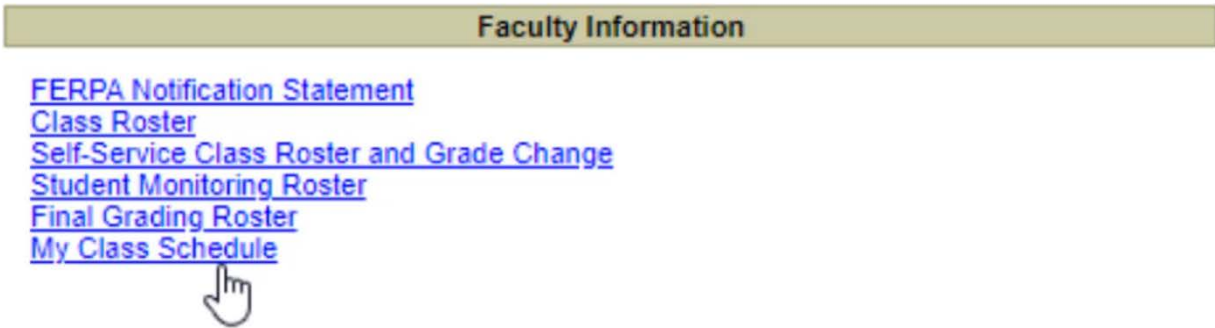 Faculty Information
FERPA Notification Statement
Class Roster
Self-Service Class Roster and Grade Change
Student Monitoring Roster
Final Grading Roster
My Class Schedule